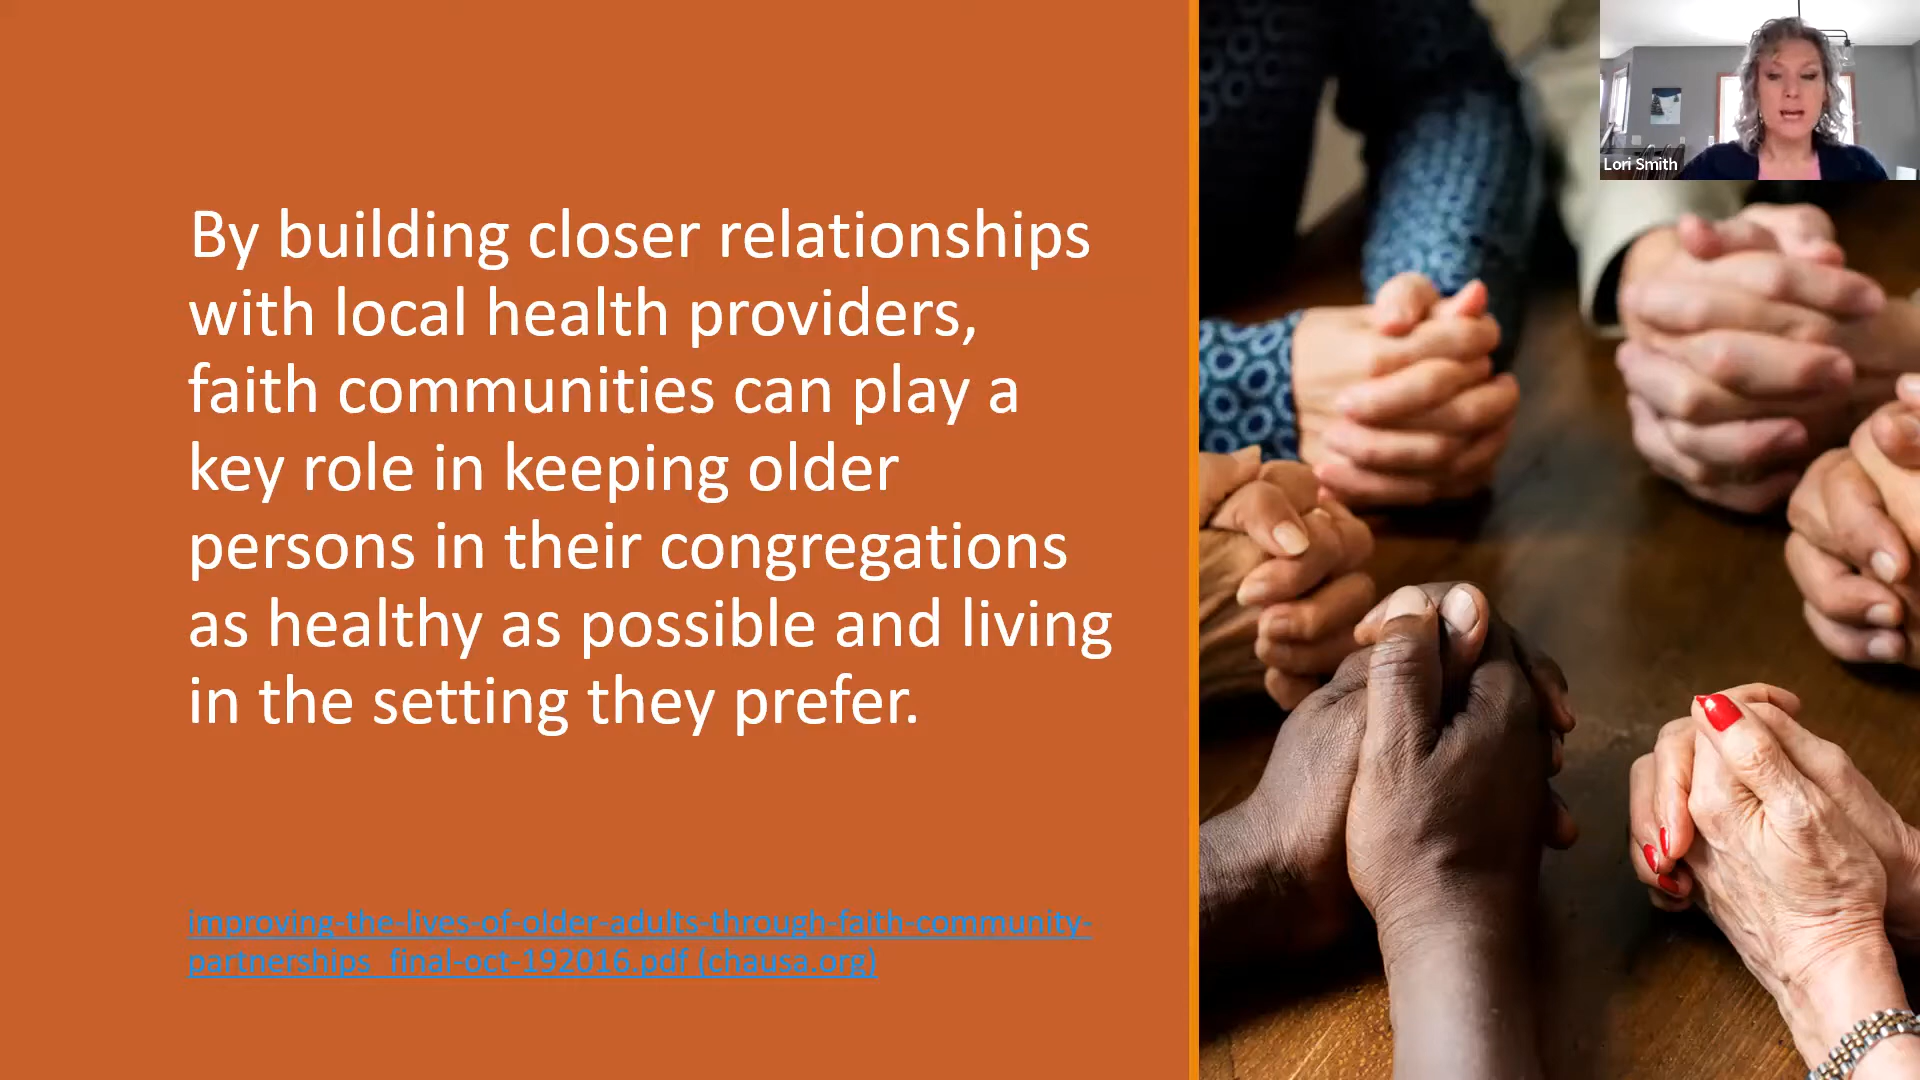 By building closer relationships
with local health providers,
faith communities can play a
key role in keeping older
persons in their congregations
as healthy as possible and living
in the setting they prefer.
improving-the-lives-of-older-adults-through-faith-community-
partnerships_final-oct-192016.pdf (chausa.org)
Lori Smith